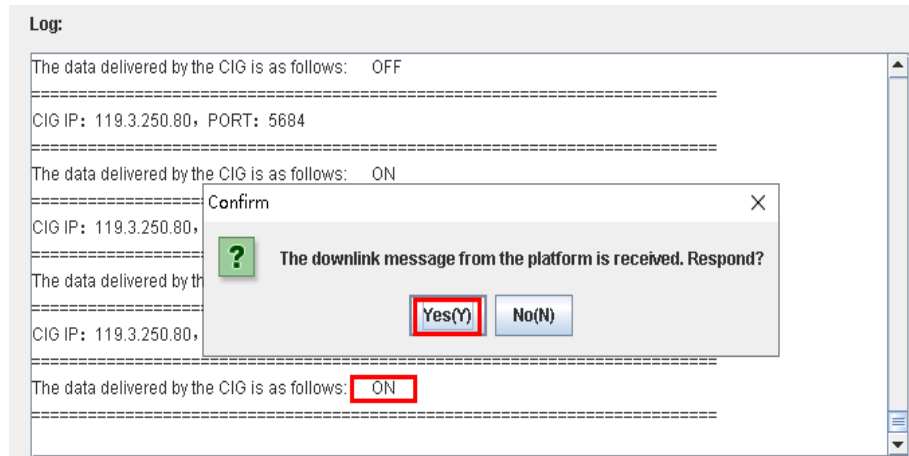 Log:
The data delivered by the CIG is as follows: OFF
=========================================================================
CIG IP: 119.3.250.80, PORT: 5684
=========================================================================
The data delivered by the CIG is as follows: ON
Confirm
CIG IP: 119.3.250.80,
The downlink message from the platform is received. Respond?
The data delivered by th
Yes(Y) No(N)
CIG IP: 119.3.250.80,
=========================================================================
The data delivered by the CIG is as follows: ON
=========================================================================